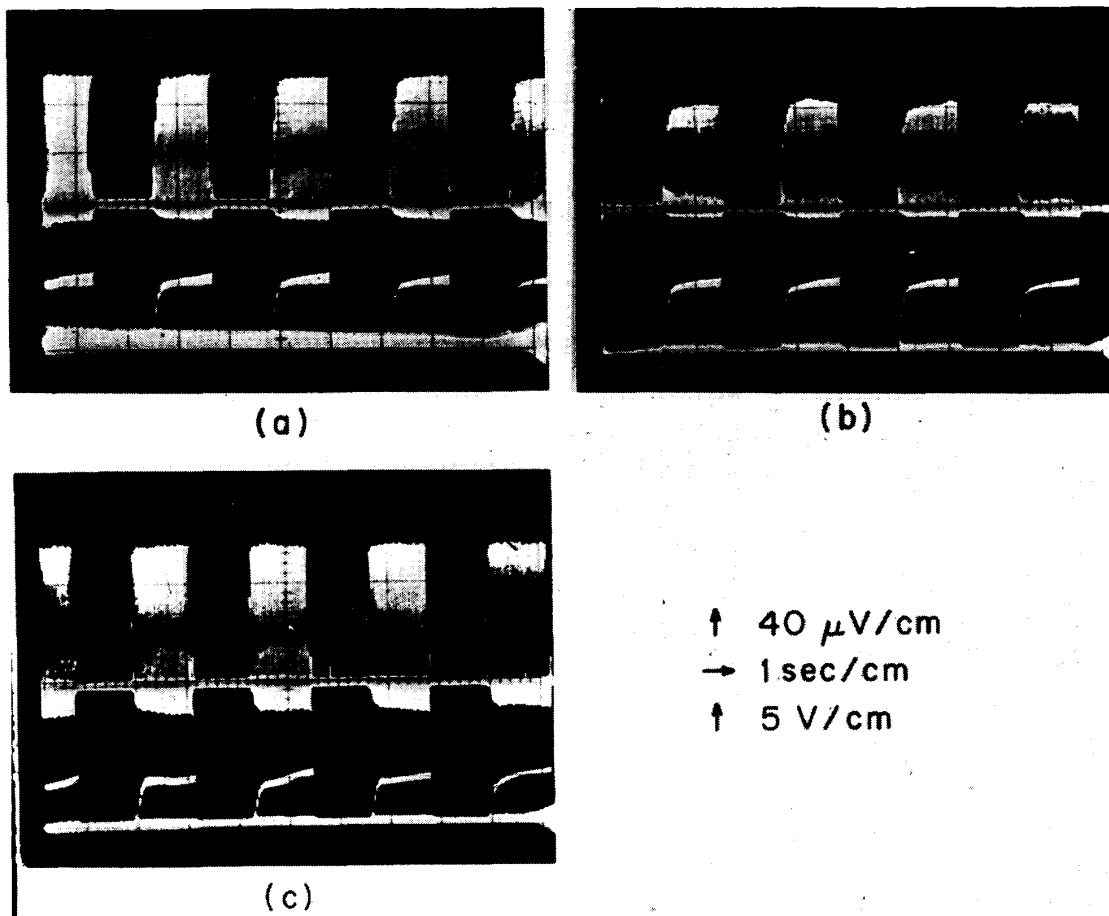 (a)
(b)
(c)
↑ 40 μV/cm
→ 1 sec/cm
↑ 5 V/cm